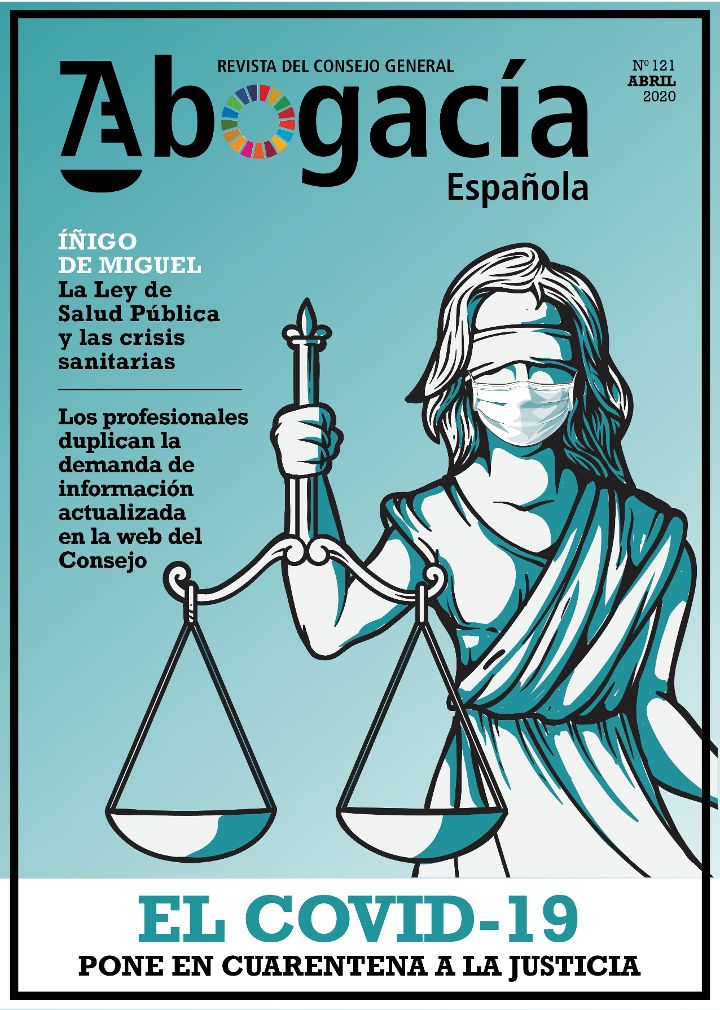 REVISTA DEL CONSEJO GENERAL
Abogacía
Española
Nº 121
ABRIL
2020
ÍÑIGO
DE MIGUEL
La Ley de
Salud Pública
y las crisis
sanitarias
Los profesionales
duplican la
demanda de
información
actualizada
en la web del
Consejo
EL COVID-19
PONE EN CUARENTENA A LA JUSTICIA